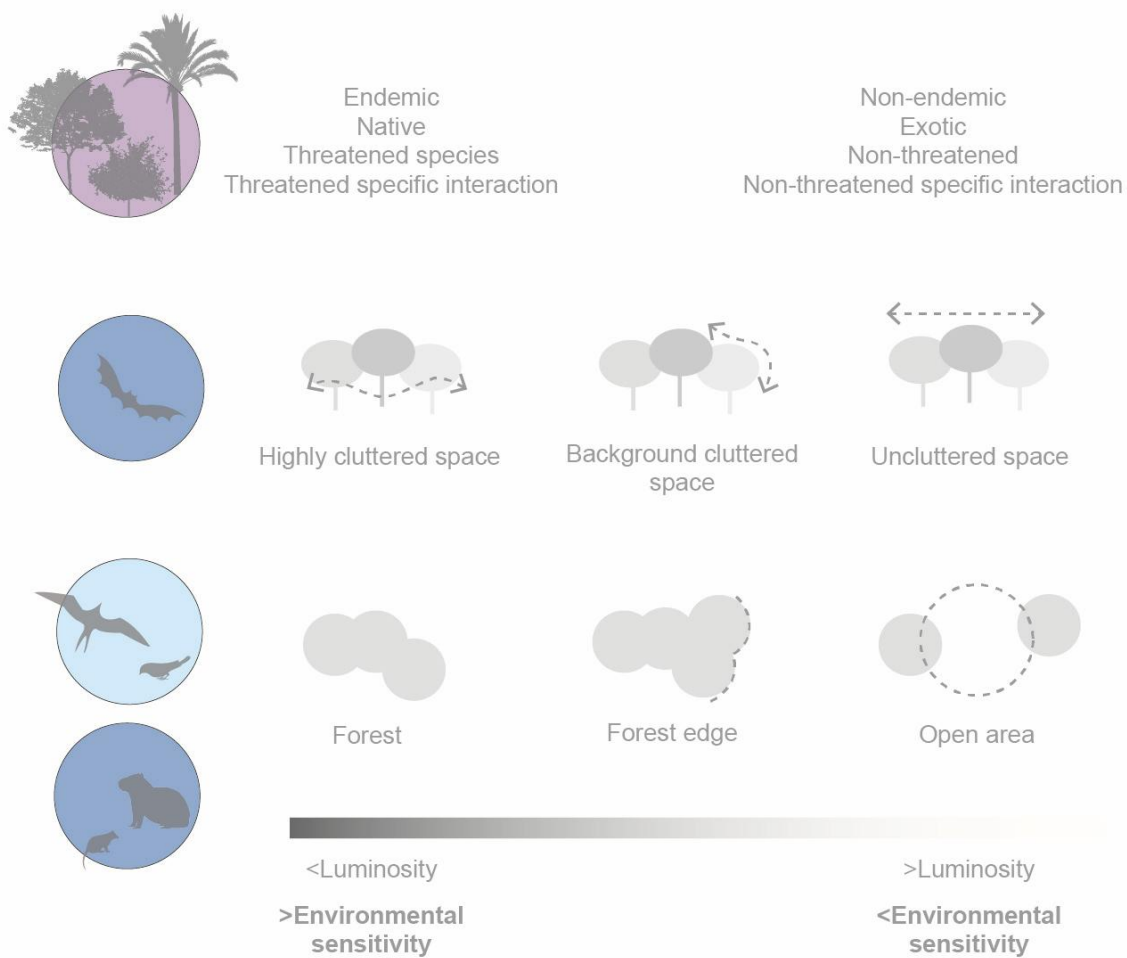 Endemic
Native
Threatened species
Threatened specific interaction
Non-endemic
Exotic
Non-threatened
Non-threatened specific interaction
Highly cluttered space
Background cluttered
space
Uncluttered space
Forest
Forest edge
Open area
<Luminosity
>Luminosity
>Environmental
sensitivity
<Environmental
sensitivity